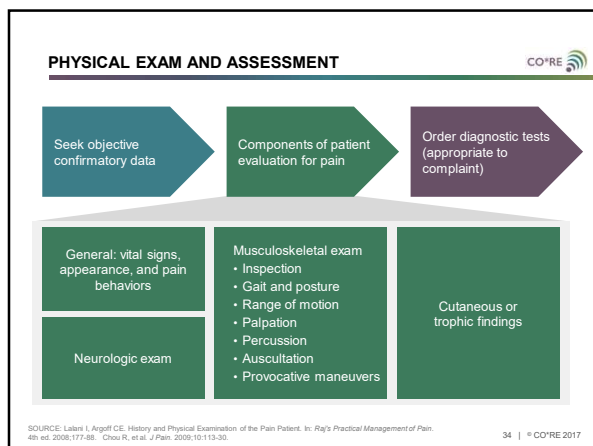 PHYSICAL EXAM AND ASSESSMENT
CO*RE
Seek objective
confirmatory data
Components of patient
evaluation for pain
Order diagnostic tests
(appropriate to
complaint)
General: vital signs,
appearance, and pain
behaviors
Neurologic exam
Musculoskeletal exam
• Inspection
• Gait and posture
• Range of motion
• Palpation
• Percussion
• Auscultation
• Provocative maneuvers
Cutaneous or
trophic findings
SOURCE: Lalani I, Argoff CE. History and Physical Examination of the Pain Patient. In: Raj's Practical Management of Pain.
4th ed. 2008;177-88. Chou R, et al. J Pain. 2009;10:113-30.
34 | © CO*RE 2017